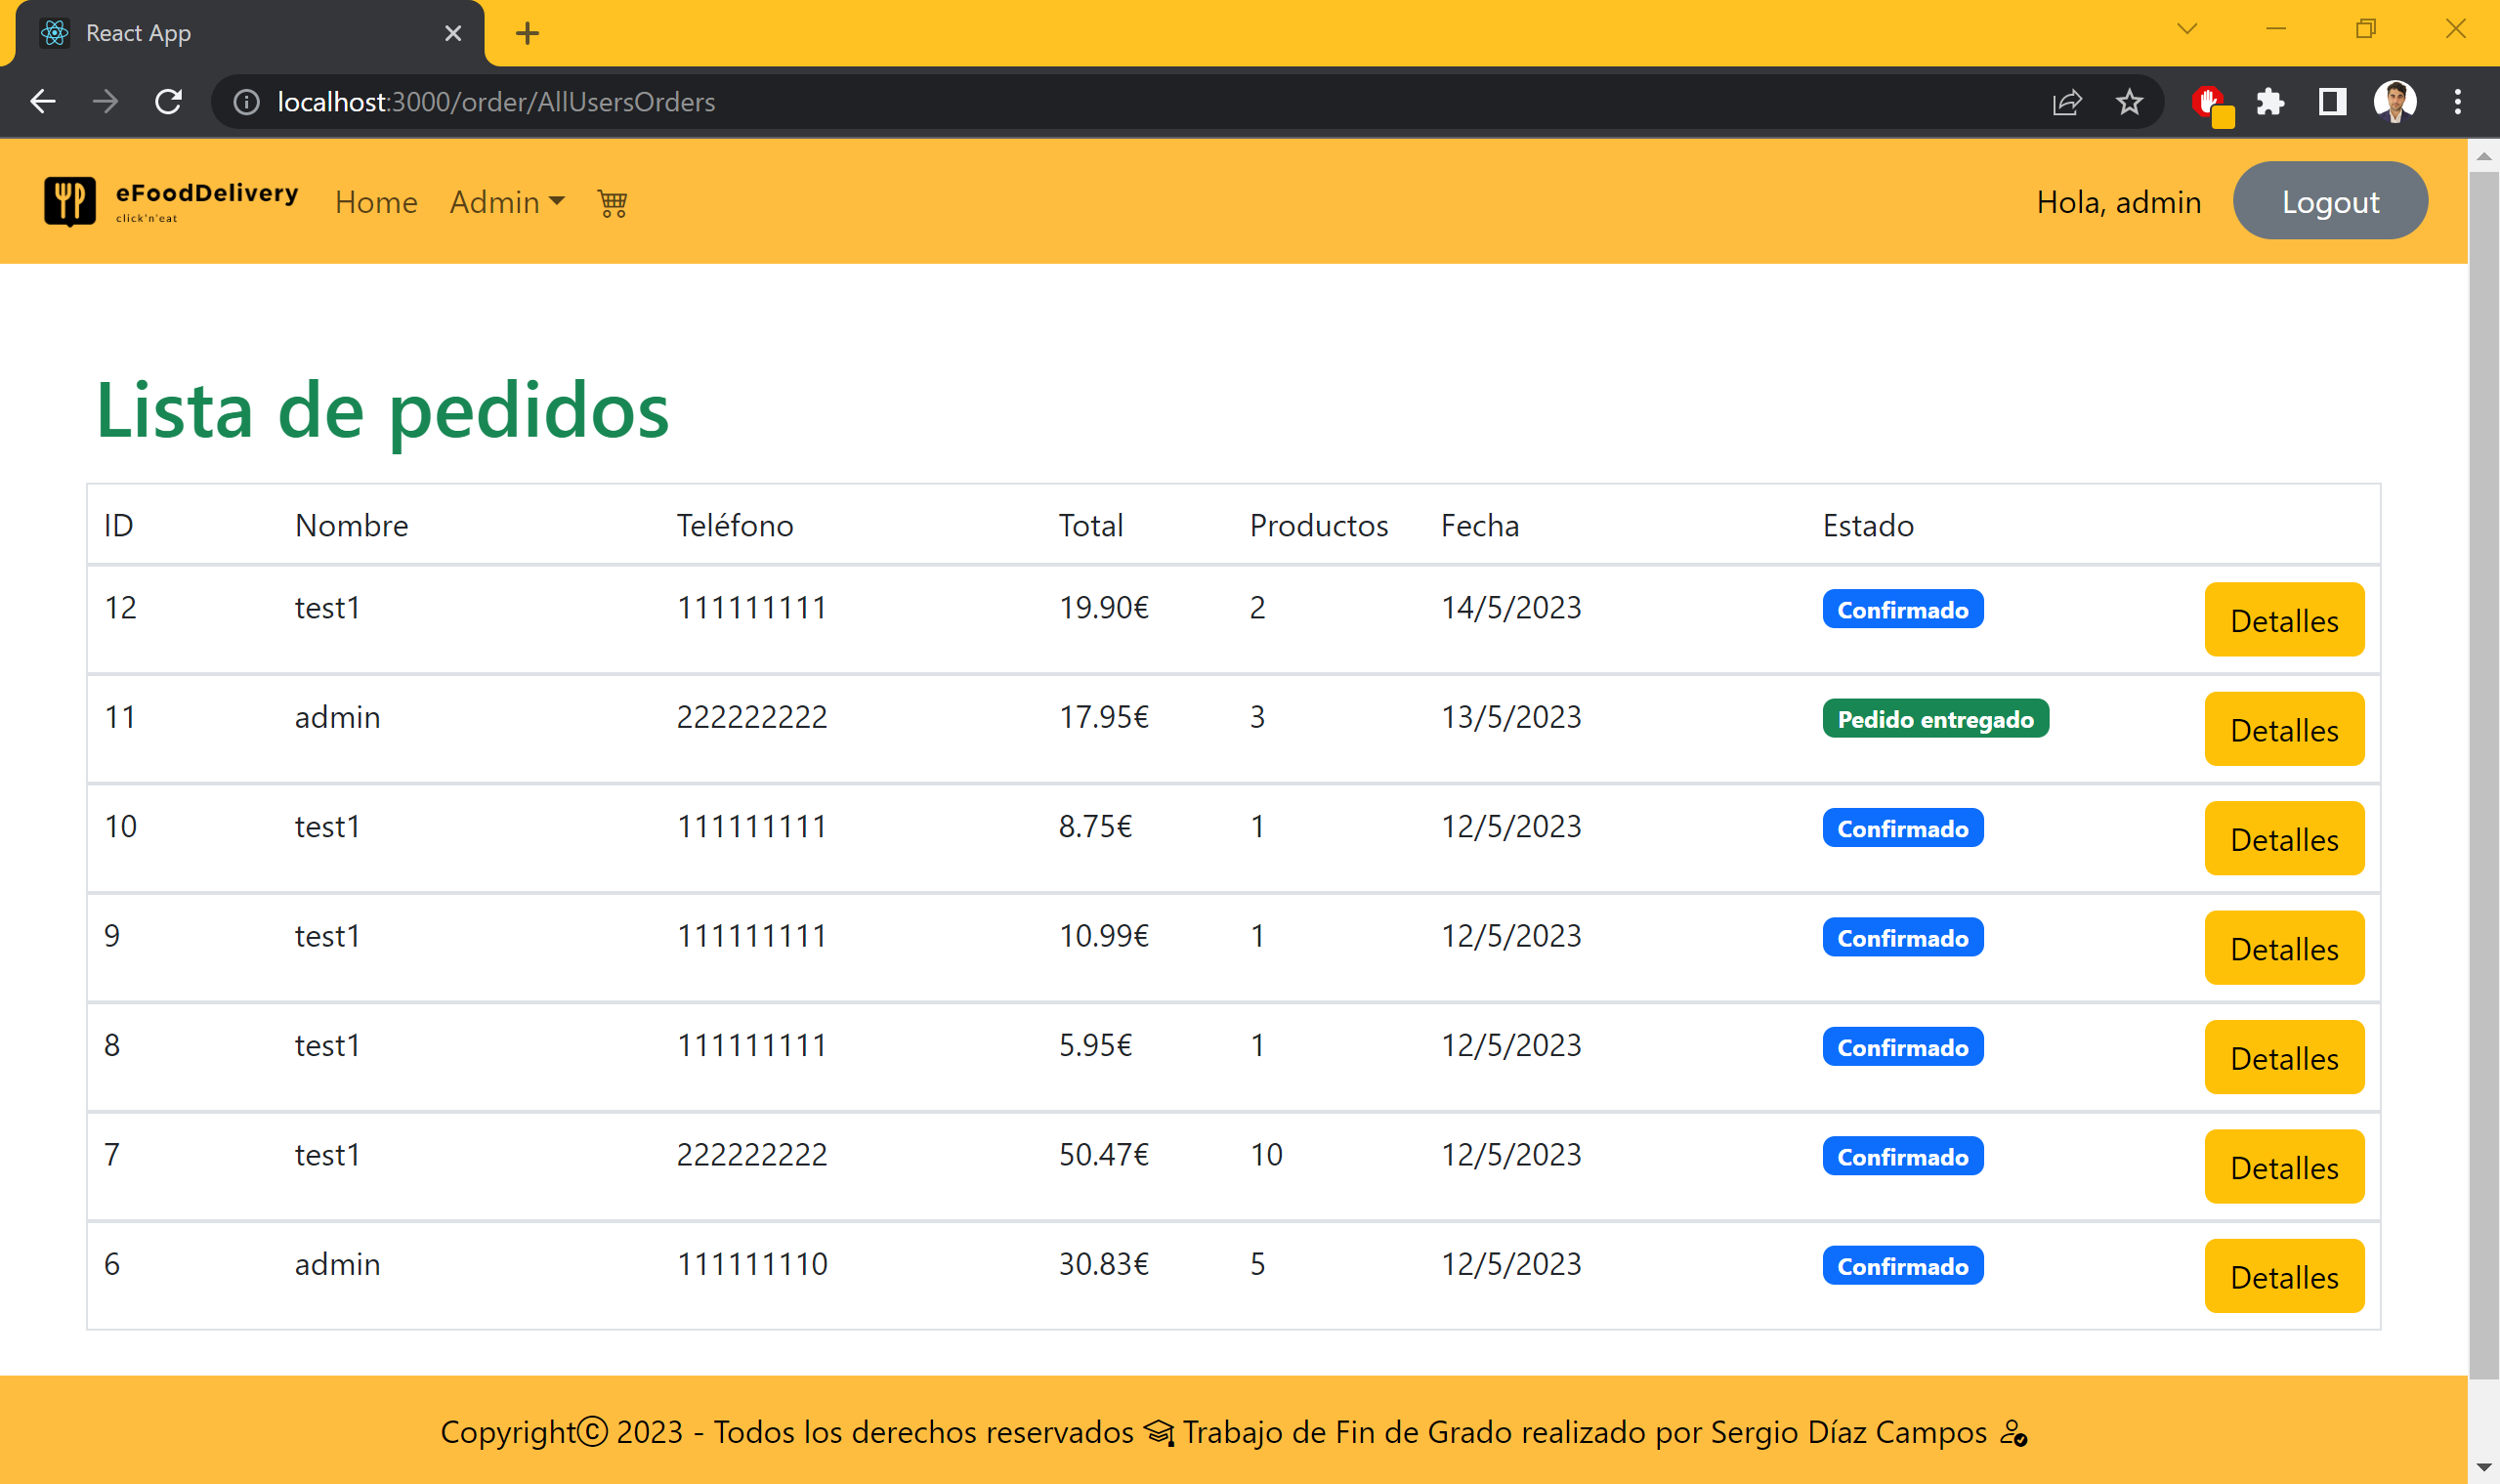 React App
localhost:3000/order/AllUsersOrders
eFoodDelivery
click'n'eat
Home Admin
Hola, admin Logout
Lista de pedidos
ID Nombre Teléfono Total Productos Fecha Estado
12 test1 111111111 19.90€ 2 14/5/2023 Confirmado Detalles
11 admin 222222222 17.95€ 3 13/5/2023 Pedido entregado Detalles
10 test1 111111111 8.75€ 1 12/5/2023 Confirmado Detalles
9 test1 111111111 10.99€ 1 12/5/2023 Confirmado Detalles
8 test1 111111111 5.95€ 1 12/5/2023 Confirmado Detalles
7 test1 222222222 50.47€ 10 12/5/2023 Confirmado Detalles
6 admin 111111110 30.83€ 5 12/5/2023 Confirmado Detalles
Copyright© 2023 - Todos los derechos reservados Trabajo de Fin de Grado realizado por Sergio Díaz Campos